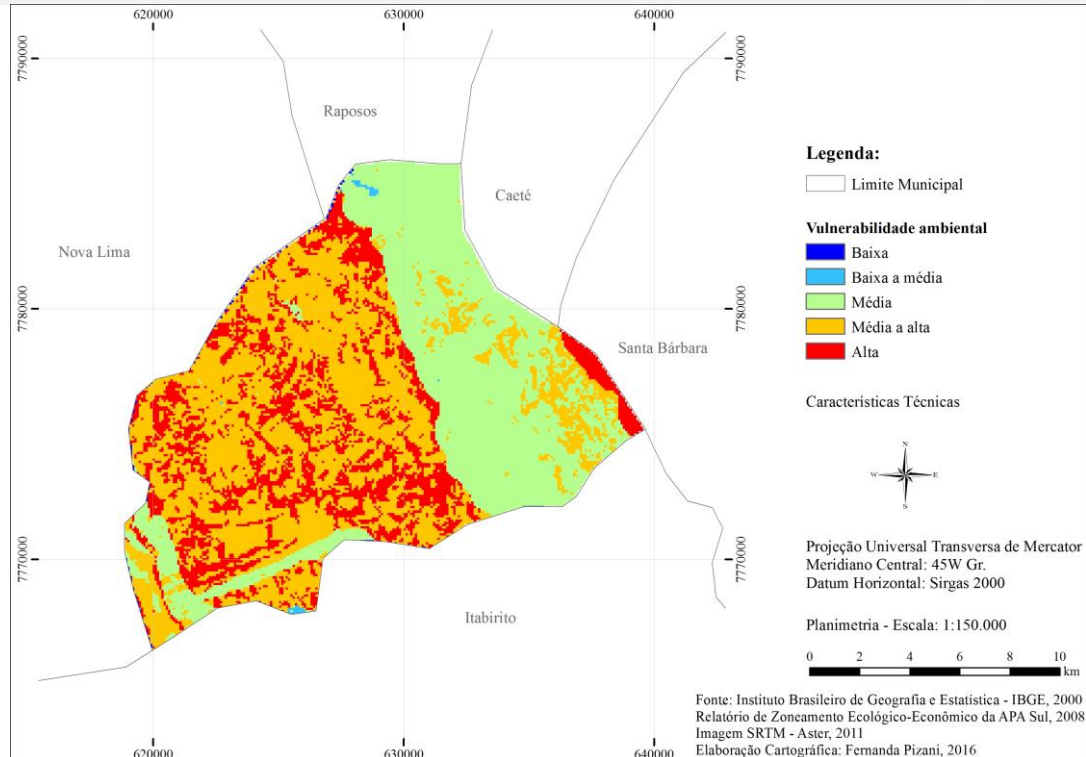 620000
630000
640000
7790000
7790000
Raposos
Caeté
Nova Lima
7780000
7780000
Santa Bárbara
7770000
7770000
Itabirito
620000
630000
640000
Legenda:
Limite Municipal
Vulnerabilidade ambiental
Baixa
Baixa a média
Média
Média a alta
Alta
Características Técnicas
N
W
E
S
Projeção Universal Transversa de Mercator
Meridiano Central: 45W Gr.
Datum Horizontal: Sirgas 2000
Planimetria - Escala: 1:150.000
0 2 4 6 8 10
km
Fonte: Instituto Brasileiro de Geografia e Estatística - IBGE, 2000
Relatório de Zoneamento Ecológico-Econômico da APA Sul, 2008
Imagem SRTM - Aster, 2011
Elaboração Cartográfica: Fernanda Pizani, 2016